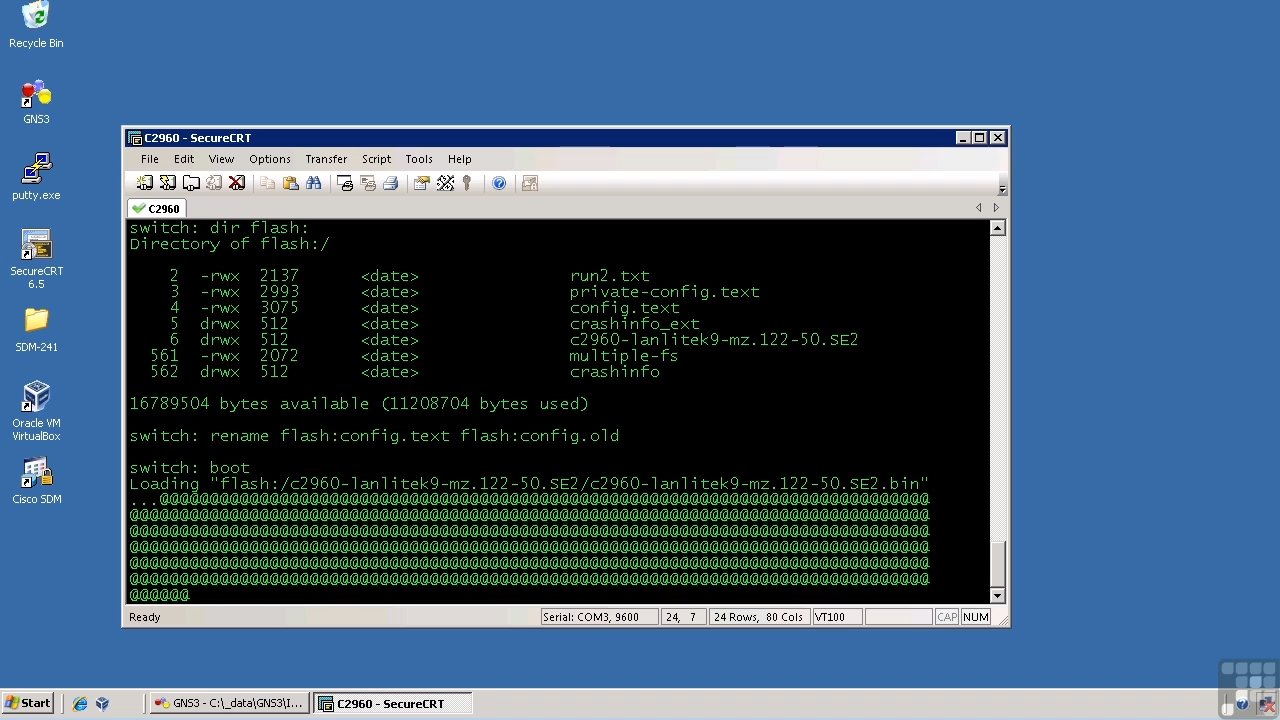 Recycle Bin
GNS3
putty.exe
SecureCRT
6.5
SDM-241
Oracle VM
VirtualBox
Cisco SDM
C2960 - SecureCRT
File Edit View Options Transfer Script Tools Help
C2960
switch: dir flash:
Directory of flash:/
2 -rwx 2137 <date> run2.txt
3 -rwx 2993 <date> private-config.text
4 -rwx 3075 <date> config.text
5 drwx 512 <date> crashinfo_ext
6 drwx 512 <date> c2960-lanlitek9-mz.122-50.SE2
561 -rwx 2072 <date> multiple-fs
562 drwx 512 <date> crashinfo
16789504 bytes available (11208704 bytes used)
switch: rename flash:config.text flash:config.old
switch: boot
Loading "flash:/c2960-lanlitek9-mz.122-50.SE2/c2960-lanlitek9-mz.122-50.SE2.bin"
...@@@@@@@@@@@@@@@@@@@@@@@@@@@@@@@@@@@@@@@@@@@@@@@@@@@@@@@@@@@@@@@@@@@@@@@@@@@@@
@@@@@@@@@@@@@@@@@@@@@@@@@@@@@@@@@@@@@@@@@@@@@@@@@@@@@@@@@@@@@@@@@@@@@@@@@@@@@@@@
@@@@@@@@@@@@@@@@@@@@@@@@@@@@@@@@@@@@@@@@@@@@@@@@@@@@@@@@@@@@@@@@@@@@@@@@@@@@@@@@
@@@@@@@@@@@@@@@@@@@@@@@@@@@@@@@@@@@@@@@@@@@@@@@@@@@@@@@@@@@@@@@@@@@@@@@@@@@@@@@@
@@@@@@@@@@@@@@@@@@@@@@@@@@@@@@@@@@@@@@@@@@@@@@@@@@@@@@@@@@@@@@@@@@@@@@@@@@@@@@@@
@@@@@@@@@@@@@@@@@@@@@@@@@@@@@@@@@@@@@@@@@@@@@@@@@@@@@@@@@@@@@@@@@@@@@@@@@@@@@@@@
@@@@@@
Ready Serial: COM3, 9600 24, 7 24 Rows, 80 Cols VT100 CAP NUM
Start GNS3 - C:\_data\GNS3\I... C2960 - SecureCRT